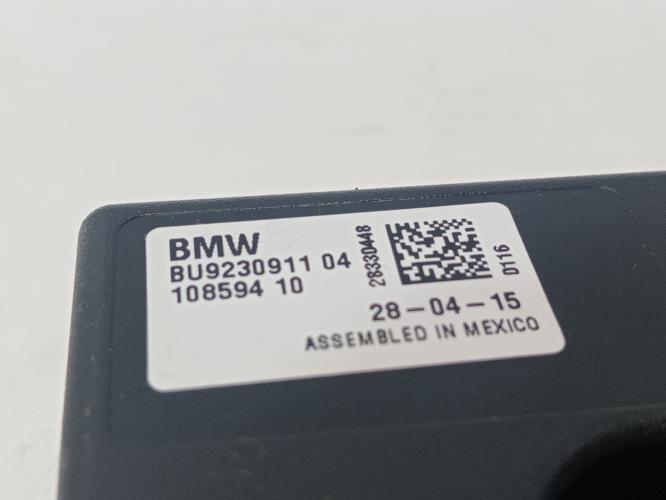 BMW
BU9230911 04
108594 10
28330448
0116
28-04-15
ASSEMBLED IN MEXICO